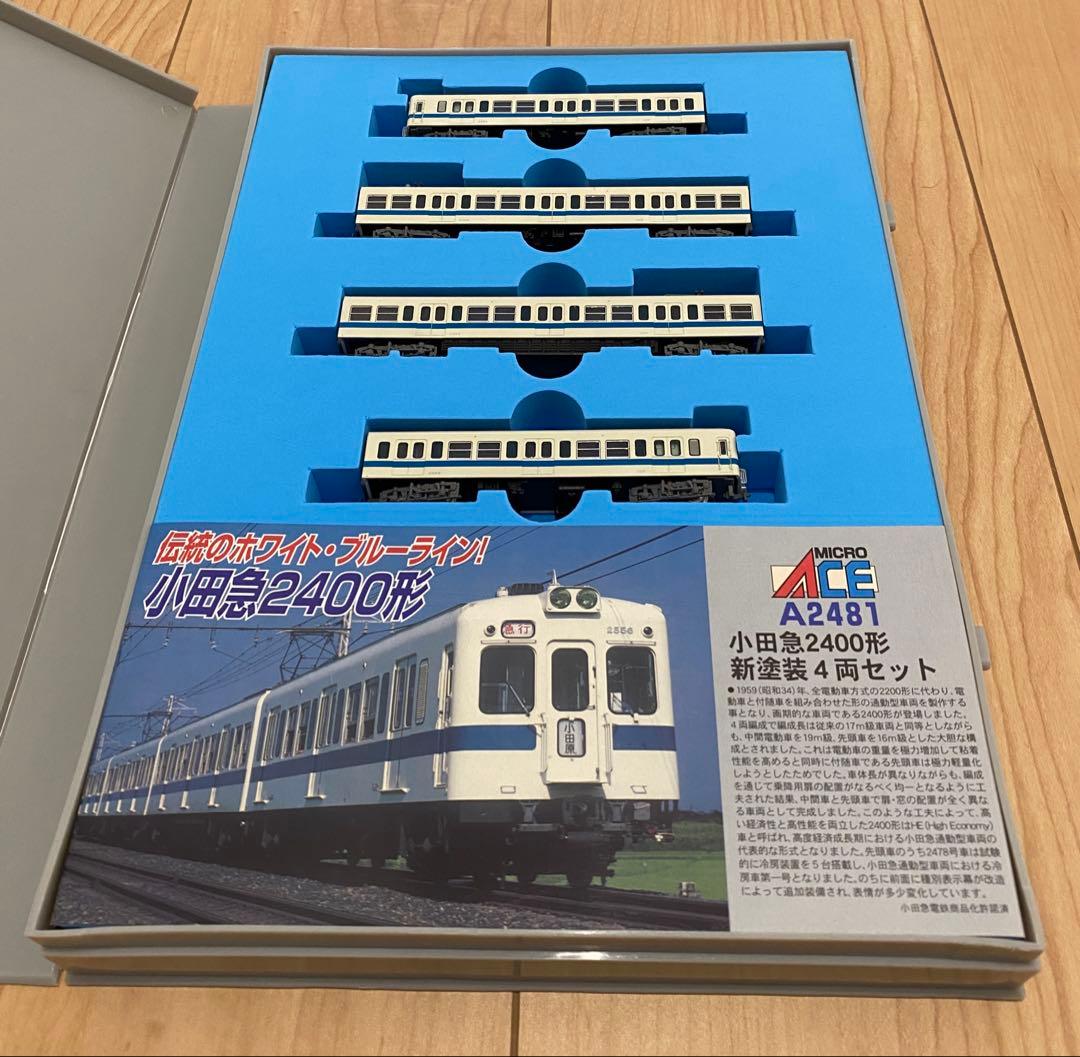 伝統のホワイト・ブルーライン!
小田急2400形
急行
2556
小田原
MICRO
ACE
A2481
小田急2400形
新塗装4両セット
●1959(昭和34)年、全電動車方式の2200形に代わり、電
動車と付随車を組み合わせた形の通勤型車両を製作する
事となり、画期的な車両である2400形が登場しました。
4両編成で編成長は従来の17m級車両と同等としながら
も、中間電動車を19m級、先頭車を16m級とした大胆な構
成とされました。これは電動車の重量を極力増加して粘着
性能を高めると同時に付随車である先頭車は極力軽量化
しようとしたためでした。車体長が異なりながらも、編成
を通じて乗降用扉の配置がなるべく均一となるように工
夫された結果、中間車と先頭車で扉・窓の配置が全く異な
る車両として完成しました。このような工夫によって、高
い経済性と高性能を両立した2400形はHE(High Economy)
車と呼ばれ、高度経済成長期における小田急通勤型車両の
代表的な形式となりました。先頭車のうち2478号車は試験
的に冷房装置を5台搭載し、小田急通勤型車両における冷
房車第一号となりました。のちに前面に種別表示幕が改造
によって追加装備され、表情が多少変化しています。
小田急電鉄商品化許諾済